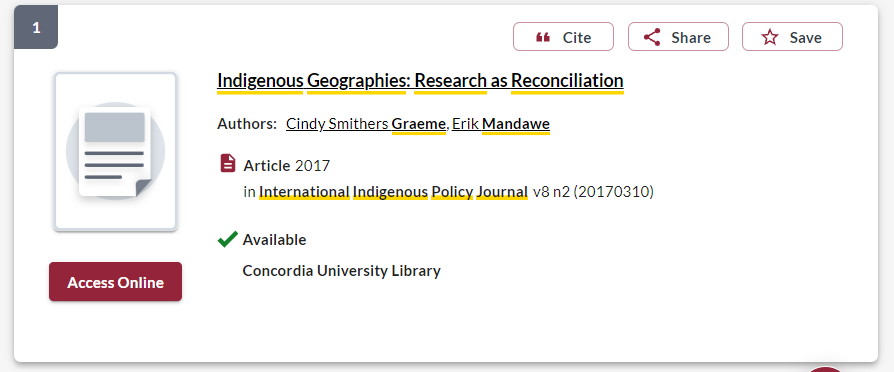 1
Cite
Share
Save
Indigenous Geographies: Research as Reconciliation
Authors: Cindy Smithers Graeme, Erik Mandawe
Article 2017
in International Indigenous Policy Journal v8 n2 (20170310)
Available
Access Online
Concordia University Library